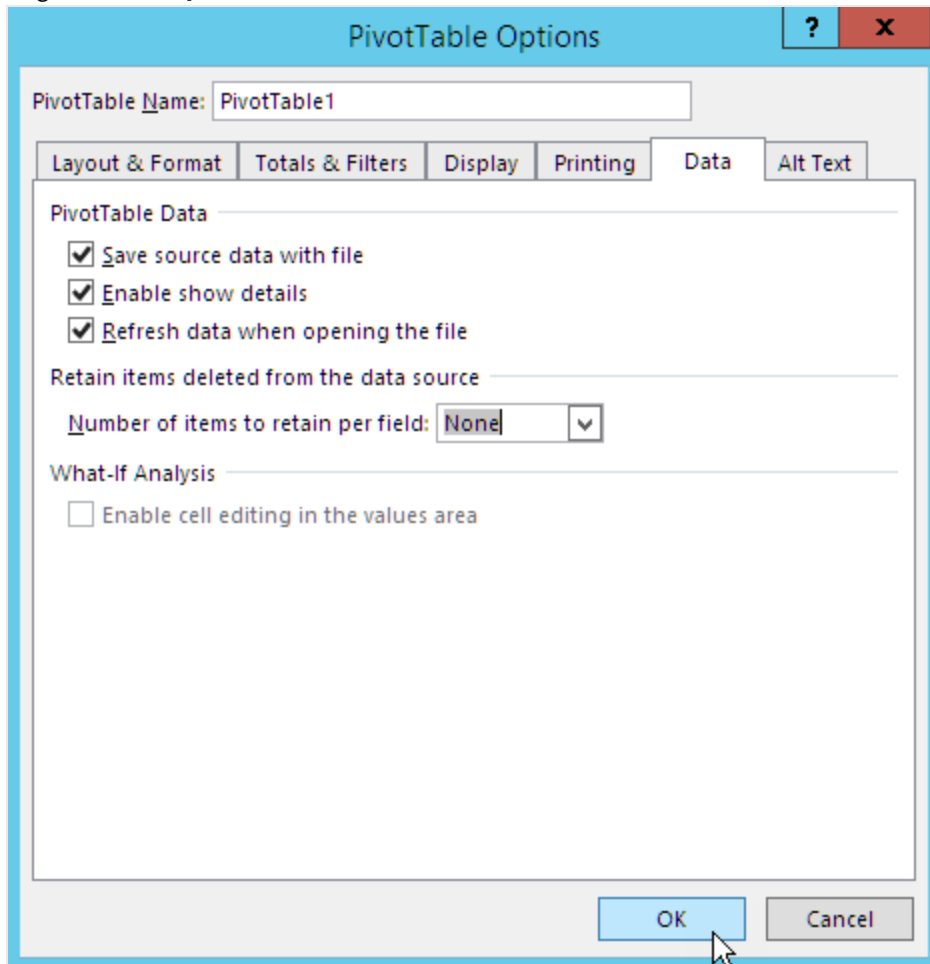 PivotTable Options
? x
PivotTable Name: PivotTable1
Layout & Format Totals & Filters Display Printing Data Alt Text
PivotTable Data
Save source data with file
Enable show details
Refresh data when opening the file
Retain items deleted from the data source
Number of items to retain per field: None
What-If Analysis
Enable cell editing in the values area
OK Cancel